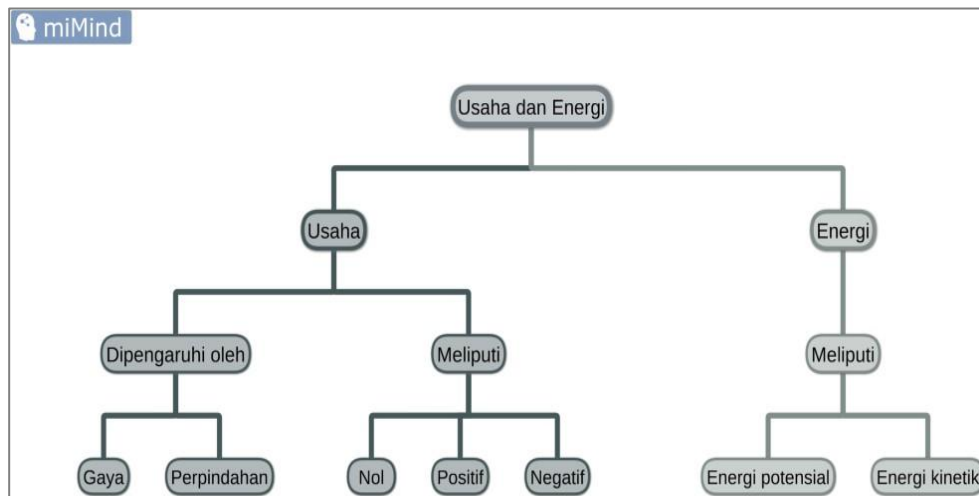 miMind
Usaha dan Energi
Usaha
Energi
Dipengaruhi oleh
Meliputi
Meliputi
Gaya
Perpindahan
Nol
Positif
Negatif
Energi potensial
Energi kinetik